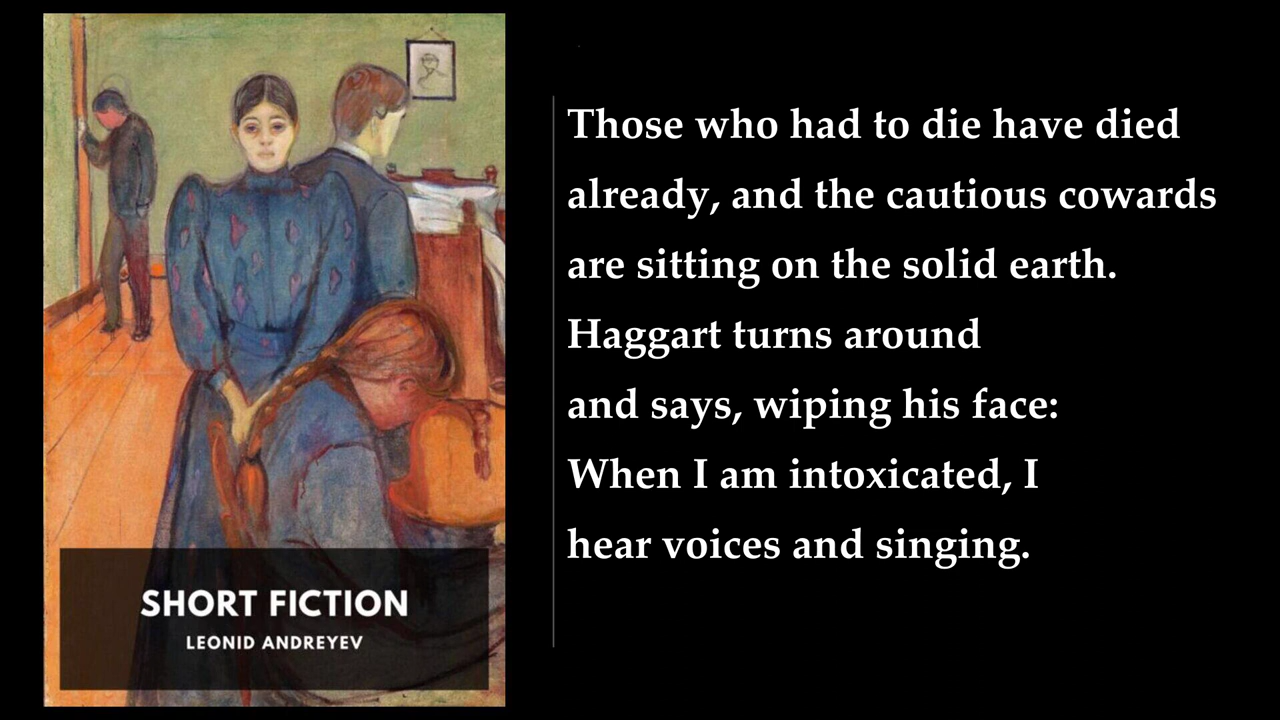 SHORT FICTION
LEONID ANDREYEV
Those who had to die have died
already, and the cautious cowards
are sitting on the solid earth.
Haggart turns around
and says, wiping his face:
When I am intoxicated, I
hear voices and singing.